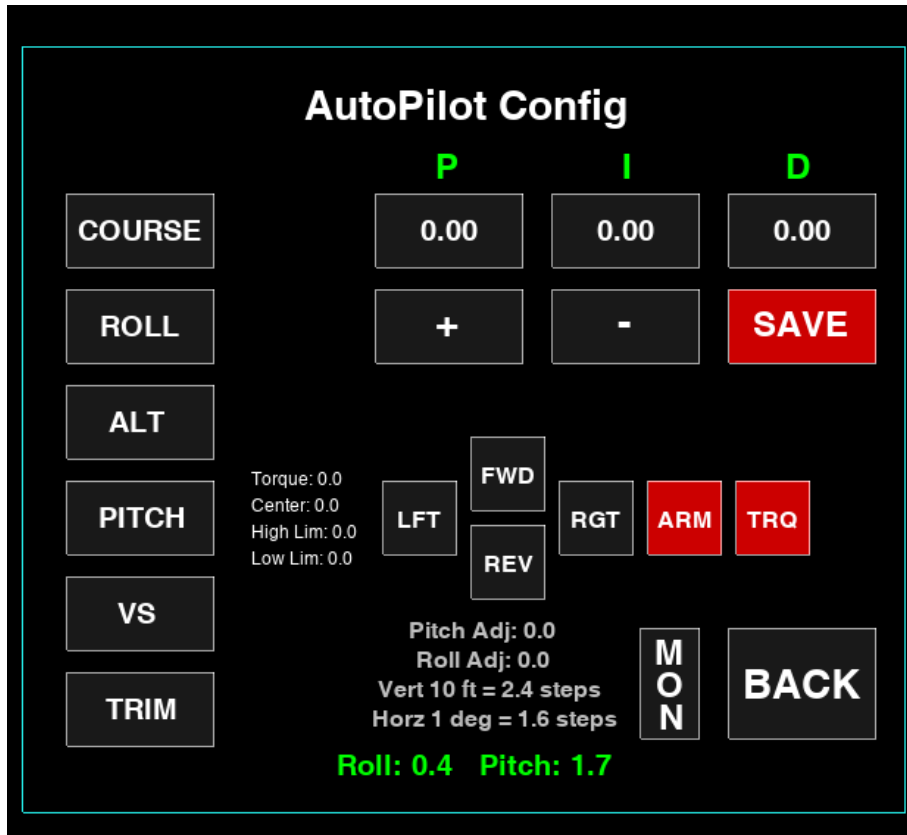 AutoPilot Config
P I D
COURSE 0.00 0.00 0.00
ROLL + - SAVE
ALT
FWD
Torque: 0.0
Center: 0.0
High Lim: 0.0
Low Lim: 0.0
PITCH LFT RGT ARM TRQ
REV
VS
Pitch Adj: 0.0
Roll Adj: 0.0
Vert 10 ft = 2.4 steps
Horz 1 deg = 1.6 steps
MON
BACK
TRIM
Roll: 0.4 Pitch: 1.7